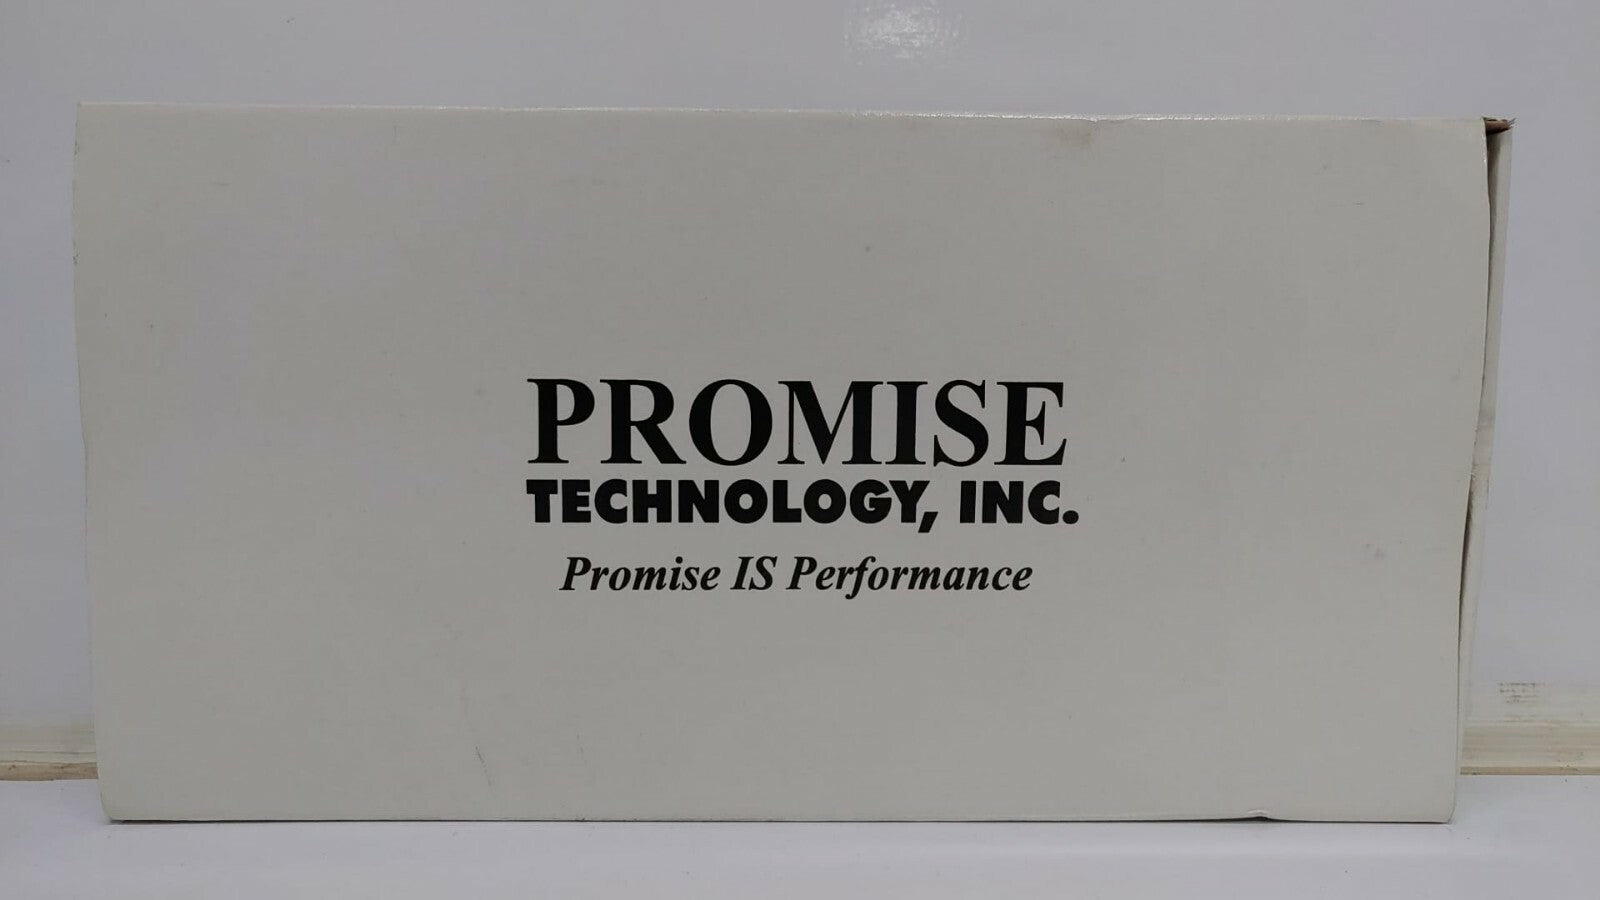 PROMISE
TECHNOLOGY, INC.
Promise IS Performance